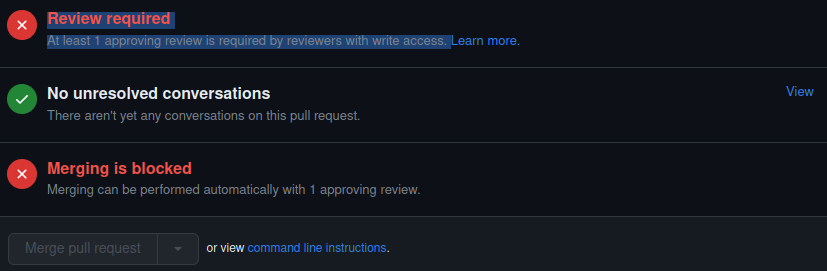 Review required
At least 1 approving review is required by reviewers with write access. Learn more.
No unresolved conversations
View
There aren't yet any conversations on this pull request.
Merging is blocked
Merging can be performed automatically with 1 approving review.
Merge pull request or view command line instructions.